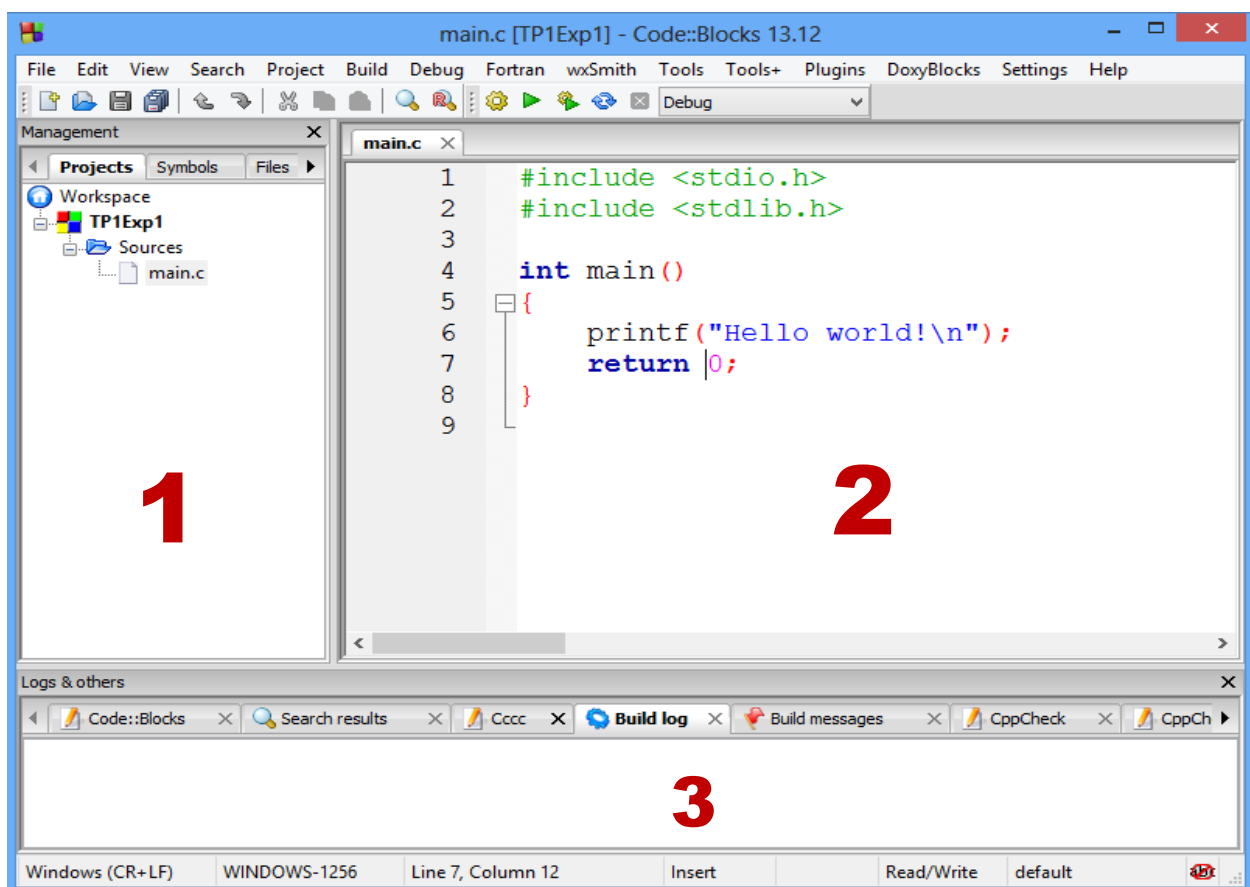 main.c [TP1Exp1] - Code::Blocks 13.12
File Edit View Search Project Build Debug Fortran wxSmith Tools Tools+ Plugins DoxyBlocks Settings Help
Debug
Management
Projects Symbols Files
Workspace
TP1Exp1
Sources
main.c
1
main.c
1 #include <stdio.h>
2 #include <stdlib.h>
3
4 int main()
5 {
6 printf("Hello world!\n");
7 return 0;
8 }
9
2
Logs & others
Code::Blocks Search results Cccc Build log Build messages CppCheck CppCh
3
Windows (CR+LF) WINDOWS-1256 Line 7, Column 12 Insert Read/Write default abc